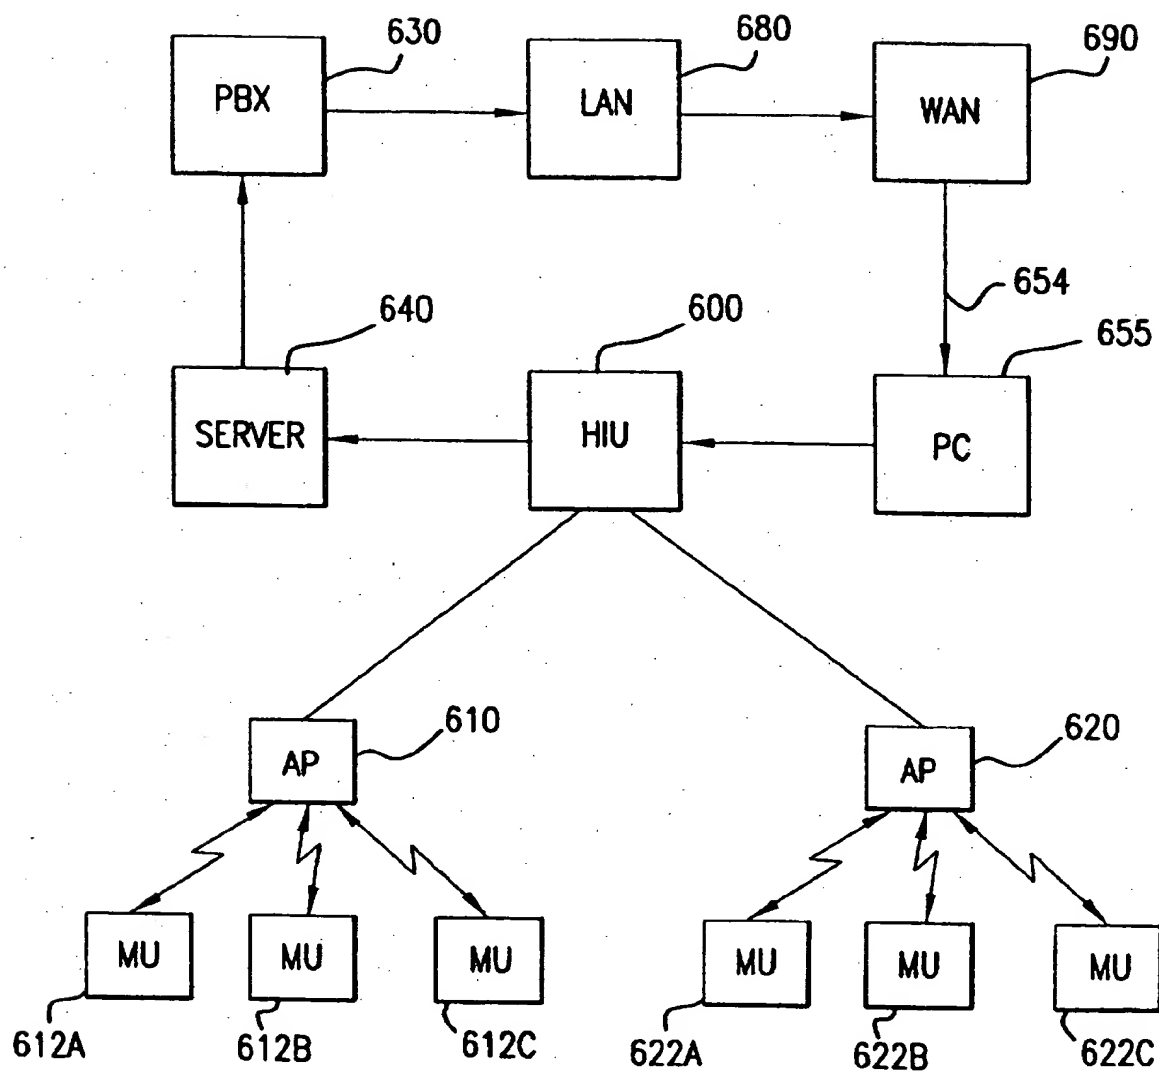 630
680
690
PBX
LAN
WAN
654
640
600
655
SERVER
HIU
PC
610
620
AP
AP
MU
MU
MU
MU
MU
MU
612A
612B
612C
622A
622B
622C